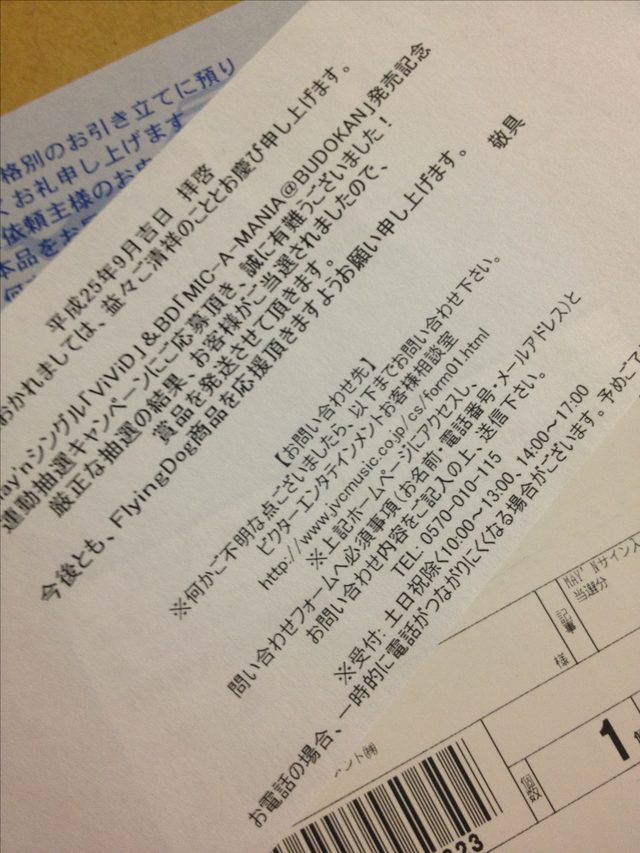 格別のお引き立てに預り
くお礼申し上げます
依頼主様のお
本品をお
平成25年9月吉日　拝啓
おかれましては、益々ご清祥のこととお慶び申し上げます。
ay'nシングル「ViViD」＆BD「MIC-A-MANIA@BUDOKAN」発売記念
連動抽選キャンペーンにご応募頂き、誠に有難うございました！
厳正な抽選の結果、お客様がご当選されましたので、
賞品を発送させて頂きます。
今後とも、FlyingDog商品を応援頂きますようお願い申し上げます。
敬具
【お問い合わせ先】
※何かご不明な点ございましたら、以下までお問い合わせ下さい。
ビクターエンタテインメントお客様相談室
http://www.jvcmusic.co.jp/cs/form01.html
※上記ホームページにアクセスし、
問い合わせフォームへ必須事項（お名前・電話番号・メールアドレス）と
お問い合わせ内容をご記入の上、送信下さい。
TEL: 0570-010-115
※受付: 土日祝除く（10:00～13:00、14:00～17:00
お電話の場合、一時的に電話がつながりにくくなる場合がございます。予めご
MAY' Nサイン入
当選分
様
ント㈱
個数
1
23